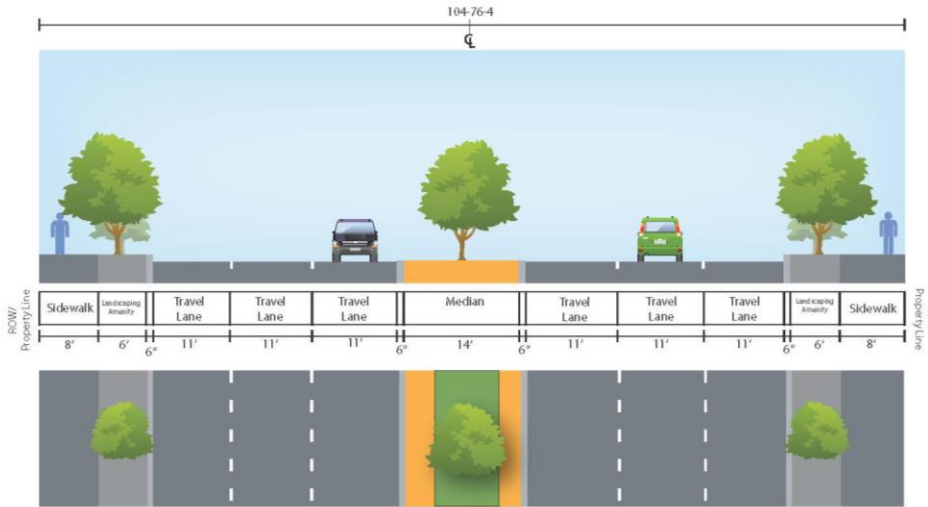 104-76-4
CL
ROW/
Property Line
Sidewalk
Landscaping
Amenity
Travel
Lane
Travel
Lane
Travel
Lane
Median
Travel
Lane
Travel
Lane
Travel
Lane
Landscaping
Amenity
Sidewalk
Property Line
8'
6'
6"
11'
11'
11'
6"
14'
6"
11'
11'
11'
6"
6'
8'